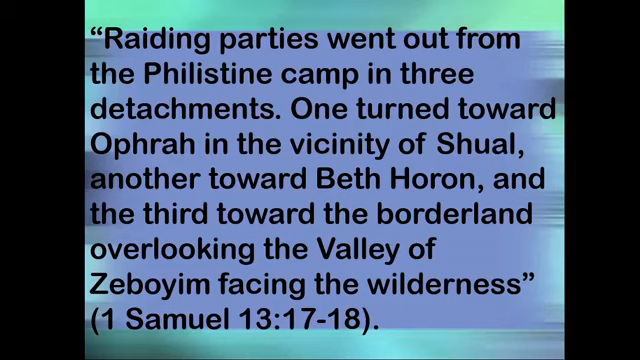 “Raiding parties went out from
the Philistine camp in three
detachments. One turned toward
Ophrah in the vicinity of Shual,
another toward Beth Horon, and
the third toward the borderland
overlooking the Valley of
Zeboyim facing the wilderness”
(1 Samuel 13:17-18).